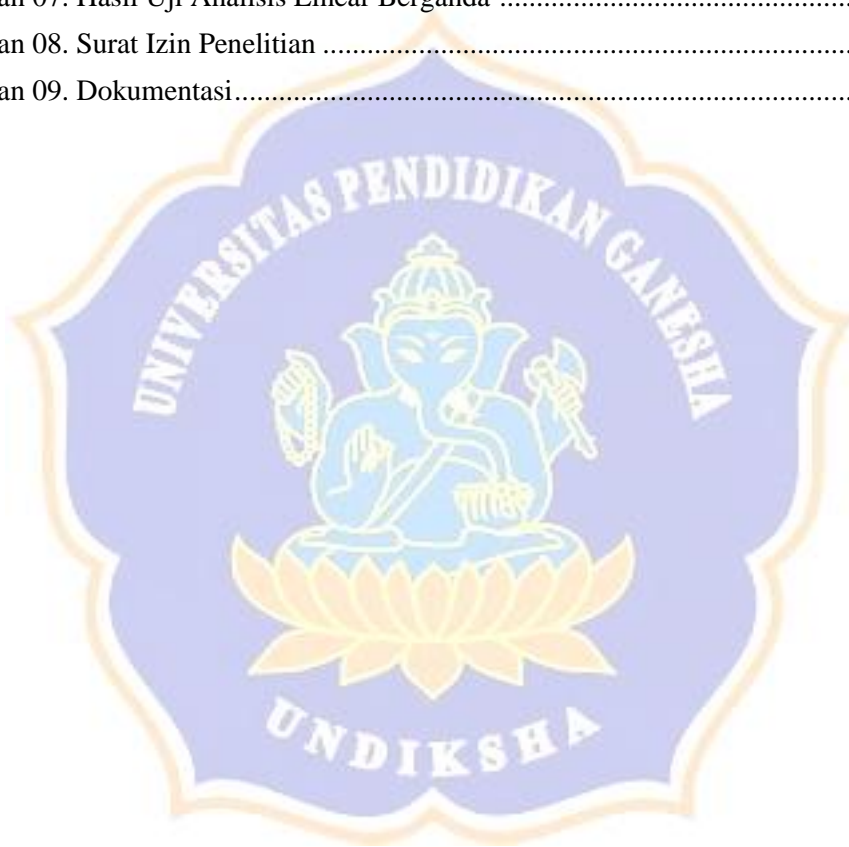 an 07. Hasil Uji Analisis Linear Berganda ....................................................
an 08. Surat Izin Penelitian ............................................................................
an 09. Dokumentasi........................................................................................
UNIVERSITAS PENDIDIKAN GANESHA
UNDIKSHA